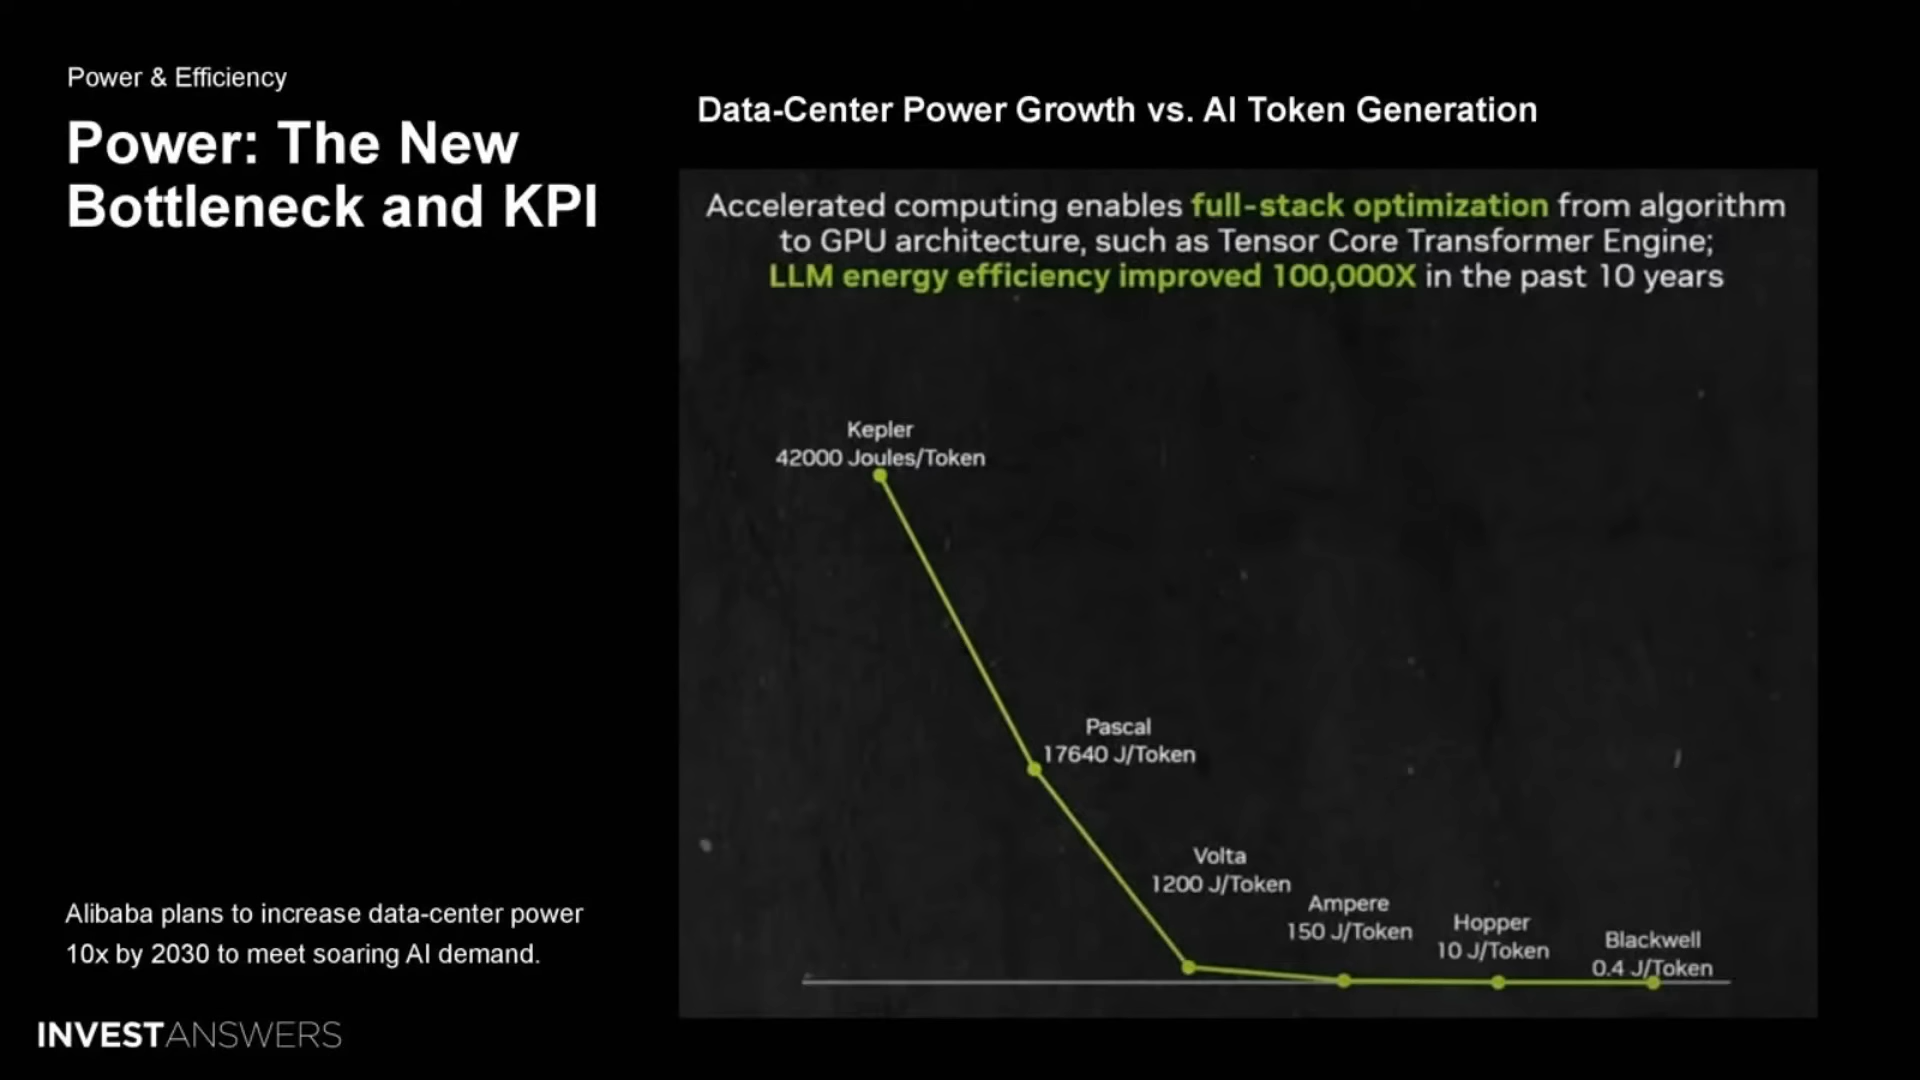 Power & Efficiency
Power: The New
Bottleneck and KPI
Data-Center Power Growth vs. AI Token Generation
Accelerated computing enables full-stack optimization from algorithm
to GPU architecture, such as Tensor Core Transformer Engine;
LLM energy efficiency improved 100,000X in the past 10 years
Kepler
42000 Joules/Token
Pascal
17640 J/Token
Volta
1200 J/Token
Ampere
150 J/Token
Hopper
10 J/Token
Blackwell
0.4 J/Token
Alibaba plans to increase data-center power
10x by 2030 to meet soaring AI demand.
INVESTANSWERS